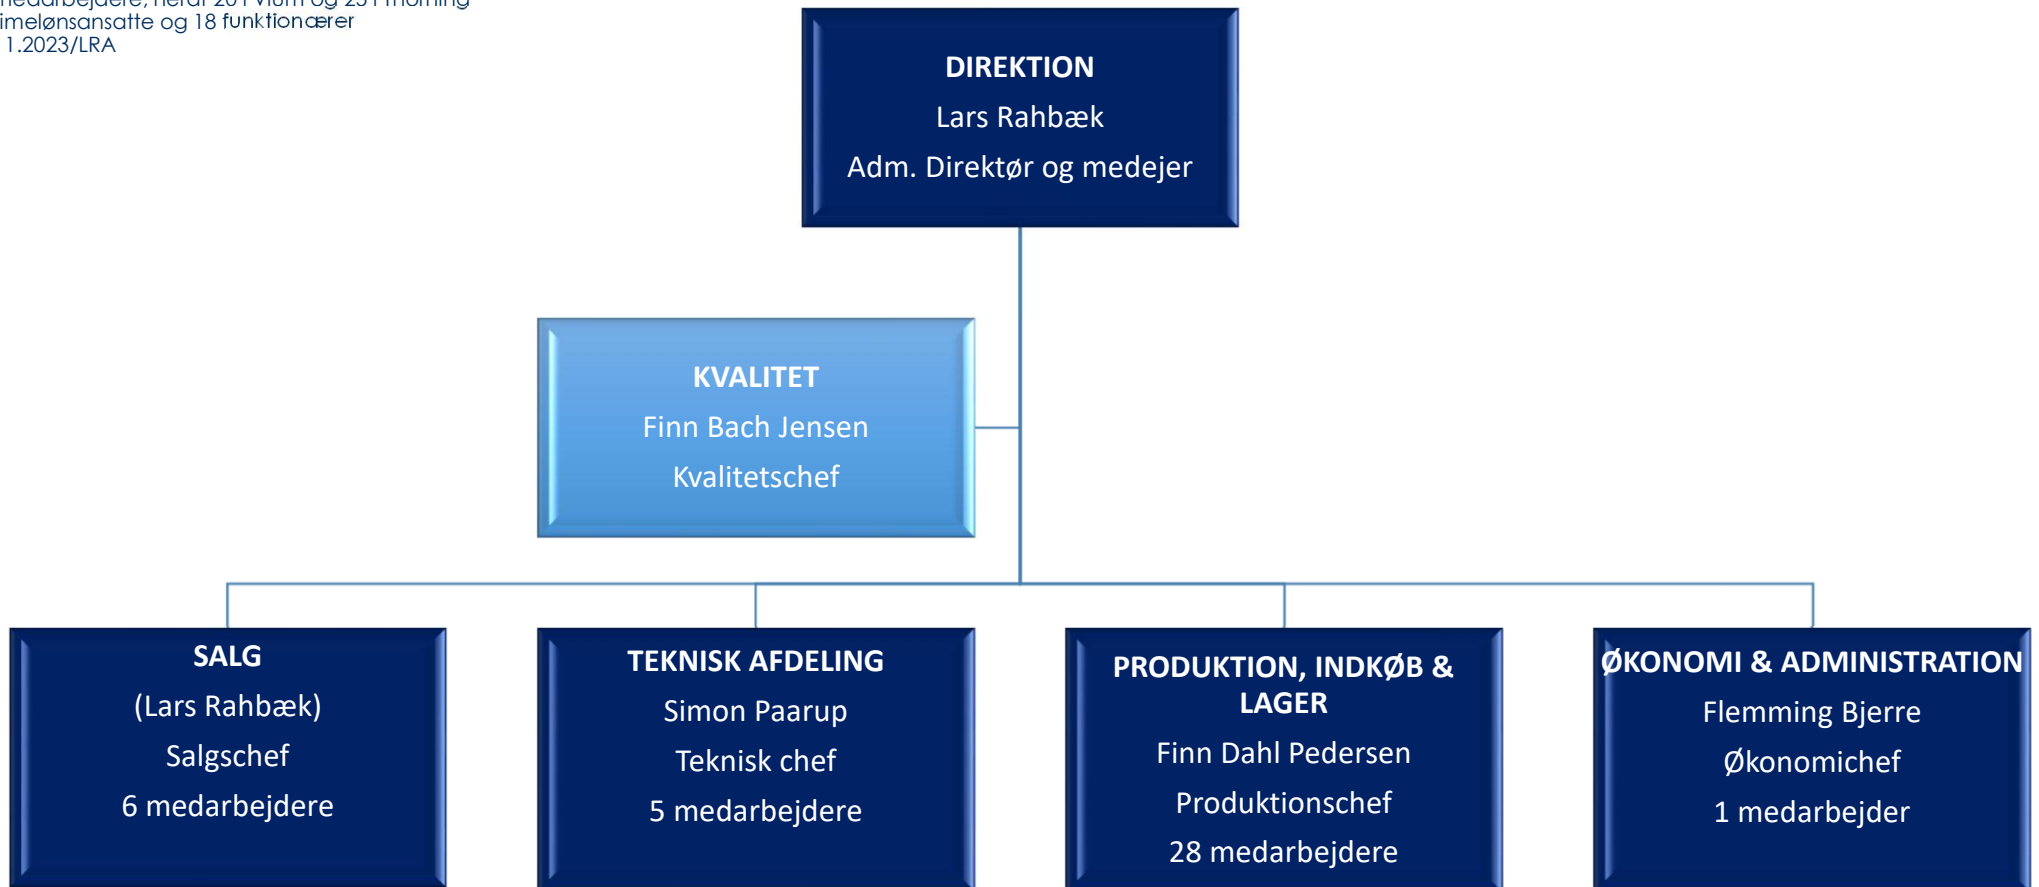 og
18 funktionærer
1.2023/LRA
DIREKTION
Lars Rahbæk
Adm. Direktør og medejer
KVALITET
Finn Bach Jensen
Kvalitetschef
SALG
(Lars Rahbæk)
Salgschef
6 medarbejdere
TEKNISK AFDELING
Simon Paarup
Teknisk chef
5 medarbejdere
PRODUKTION, INDKØB &
LAGER
Finn Dahl Pedersen
Produktionschef
28 medarbejdere
ØKONOMI & ADMINISTRATION
Flemming Bjerre
Økonomichef
1 medarbejder